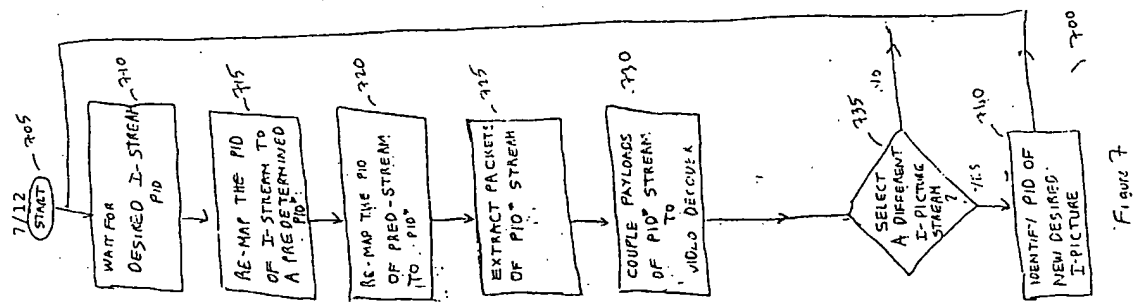 7/12
START
705
WAIT FOR
DESIRED I-STREAM
PID
710
RE-MAP THE PID
OF I-STREAM TO
A PREDETERMINED
PID*
715
RE-MAP THE PID
OF PRED-STREAM
TO PID*
720
EXTRACT PACKETS
OF PID* STREAM
725
COUPLE PAYLOADS
OF PID* STREAM
TO
VIDEO DECODER
730
SELECT
A DIFFERENT
I-PICTURE
STREAM
?
735
NO
YES
IDENTIFY PID OF
NEW DESIRED
I-PICTURE
740
700
Figure 7